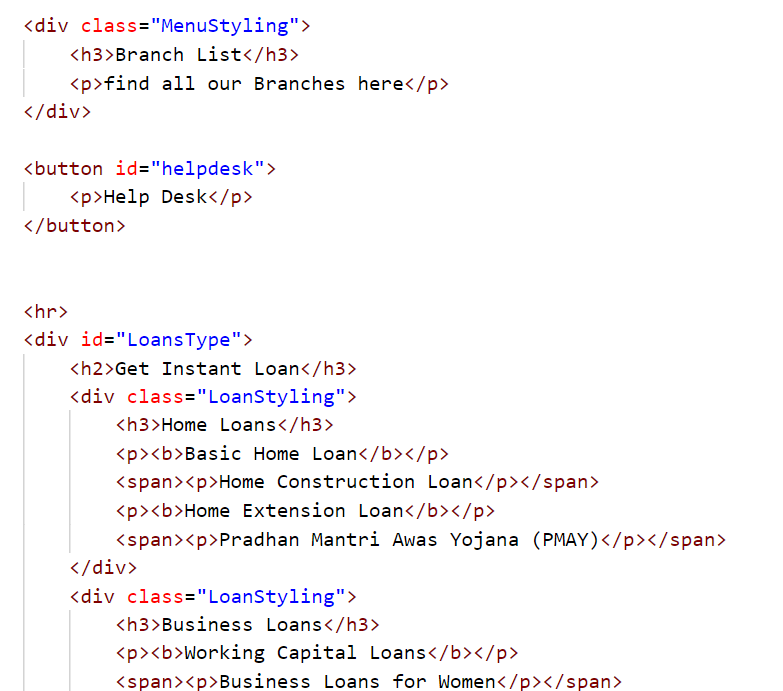 <div class="MenuStyling">
    <h3>Branch List</h3>
    <p>find all our Branches here</p>
</div>

<button id="helpdesk">
    <p>Help Desk</p>
</button>


<hr>
<div id="LoansType">
    <h2>Get Instant Loan</h3>
    <div class="LoanStyling">
        <h3>Home Loans</h3>
        <p><b>Basic Home Loan</b></p>
        <span><p>Home Construction Loan</p></span>
        <p><b>Home Extension Loan</b></p>
        <span><p>Pradhan Mantri Awas Yojana (PMAY)</p></span>
    </div>
    <div class="LoanStyling">
        <h3>Business Loans</h3>
        <p><b>Working Capital Loans</b></p>
        <span><p>Business Loans for Women</p></span>